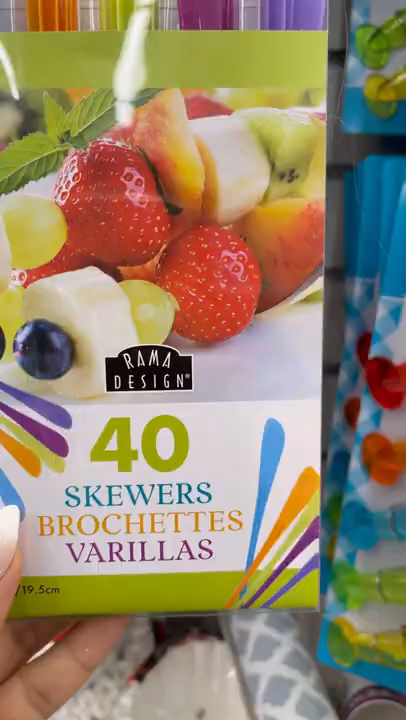 RAMA
DESIGN®
40
SKEWERS
BROCHETTES
VARILLAS
/19.5cm